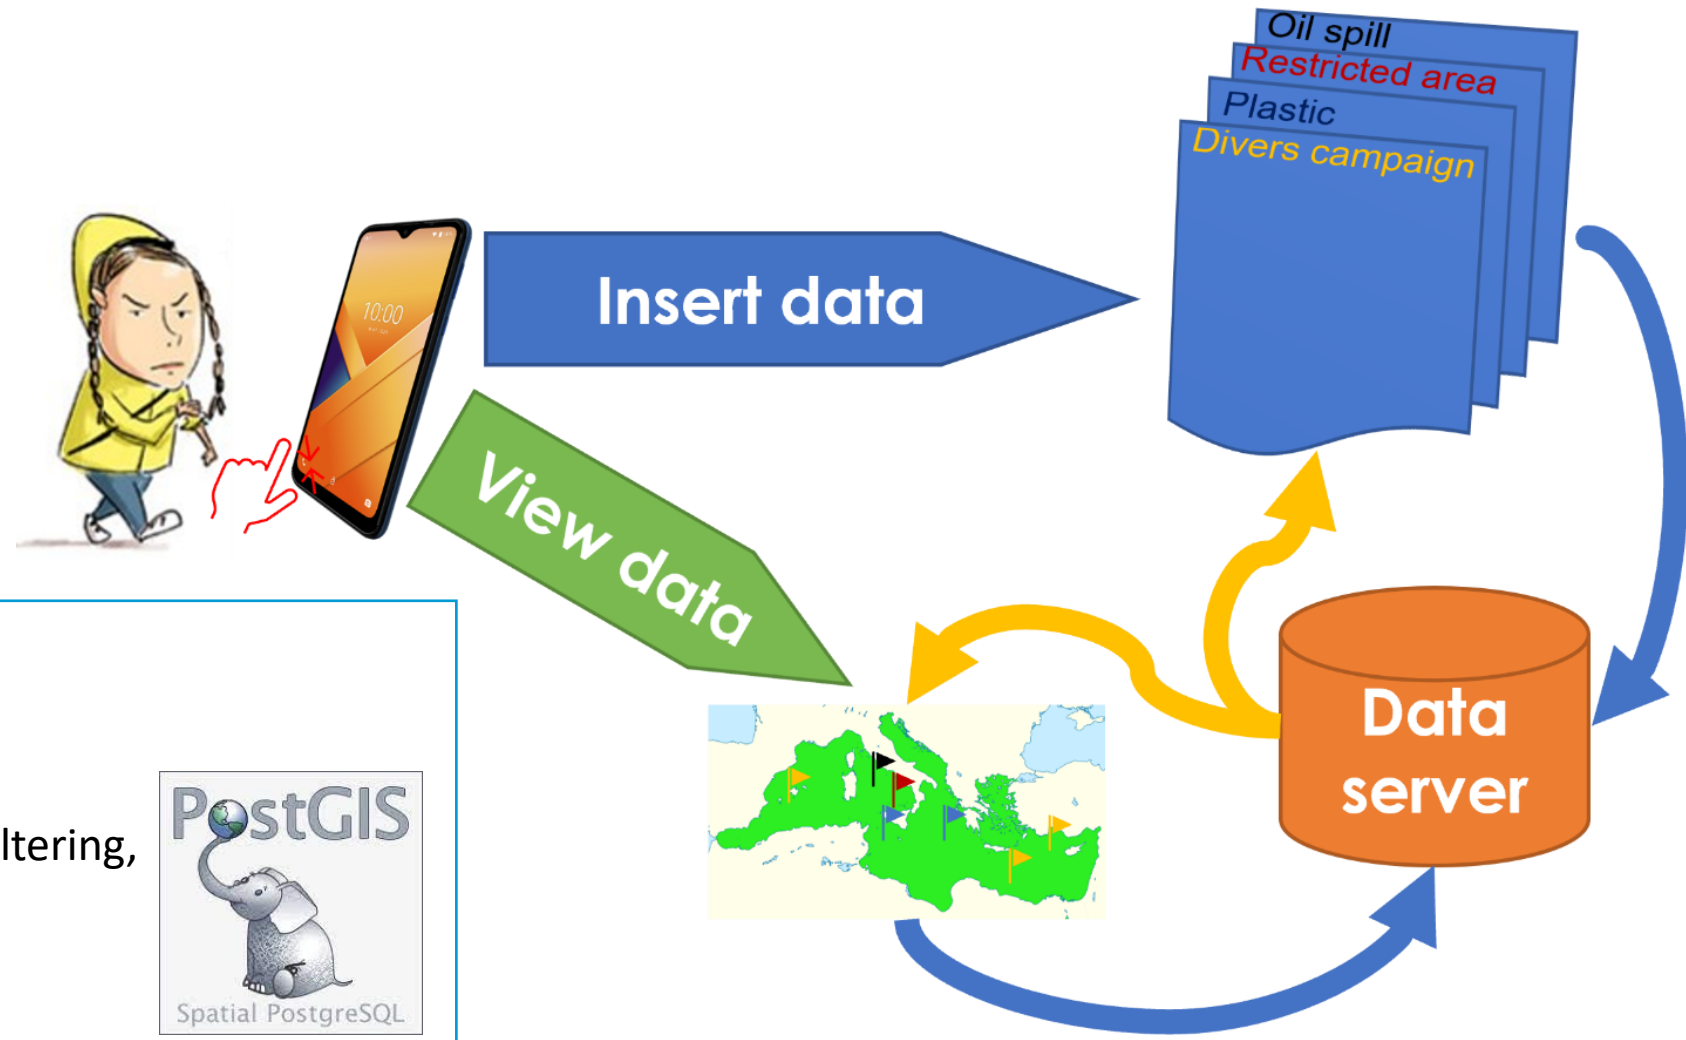 Oil spill
Restricted area
Plastic
Divers campaign
Insert data
10:00
View data
Data
server
ltering,
PostGIS
Spatial PostgreSQL